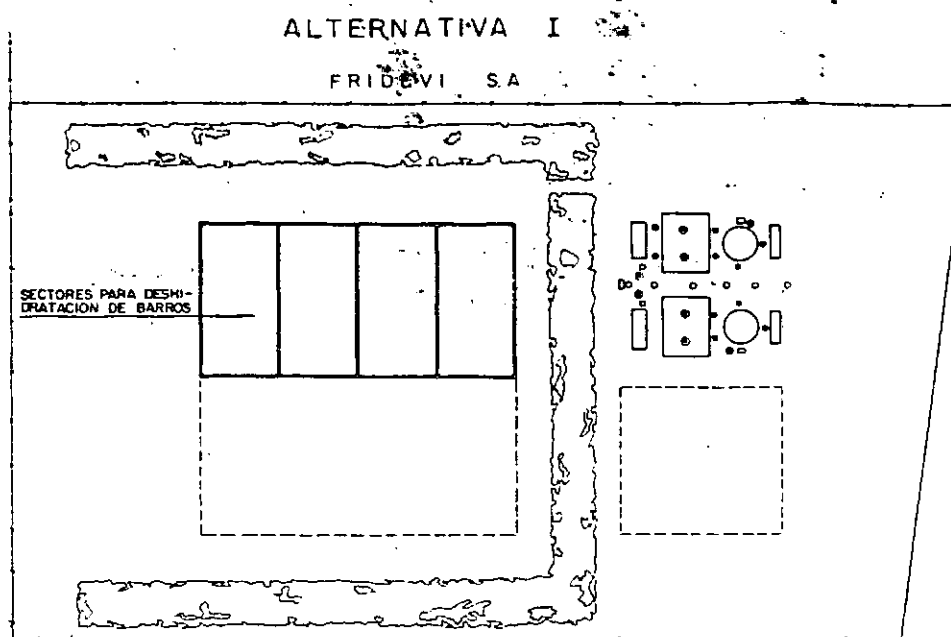 ALTERNATIVA I
FRIDEVI S.A
SECTORES PARA DESHI-
DRATACION DE BARROS